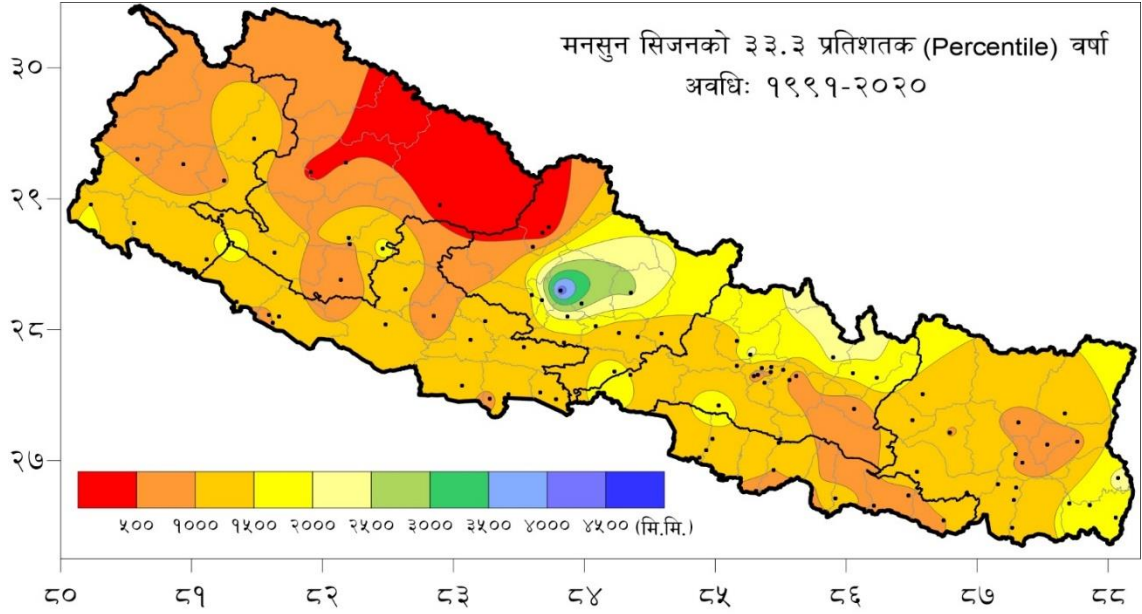 मनसुन सिजनको ३३.३ प्रतिशतक (Percentile) वर्षा
अवधिः १९९१-२०२०
३०
२९
२८
२७
५०० १००० १५०० २००० २५०० ३००० ३५०० ४००० ४५०० (मि.मि.)
८० ८१ ८२ ८३ ८४ ८५ ८६ ८७ ८८